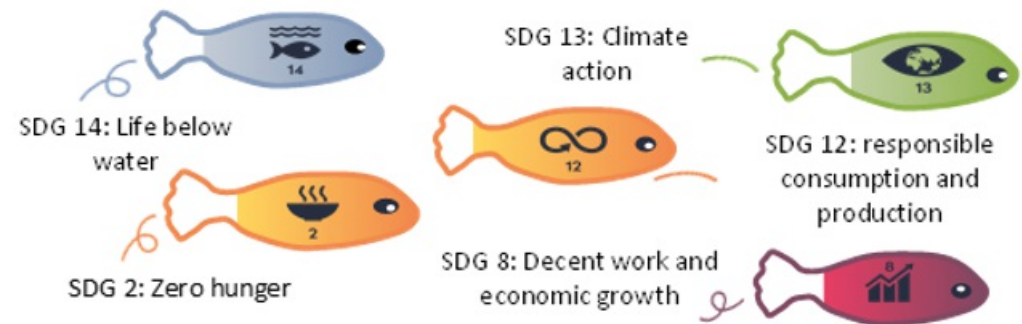 14
SDG 14: Life below
water
SDG 13: Climate
action
13
12
SDG 12: responsible
consumption and
production
2
SDG 2: Zero hunger
SDG 8: Decent work and
economic growth
8